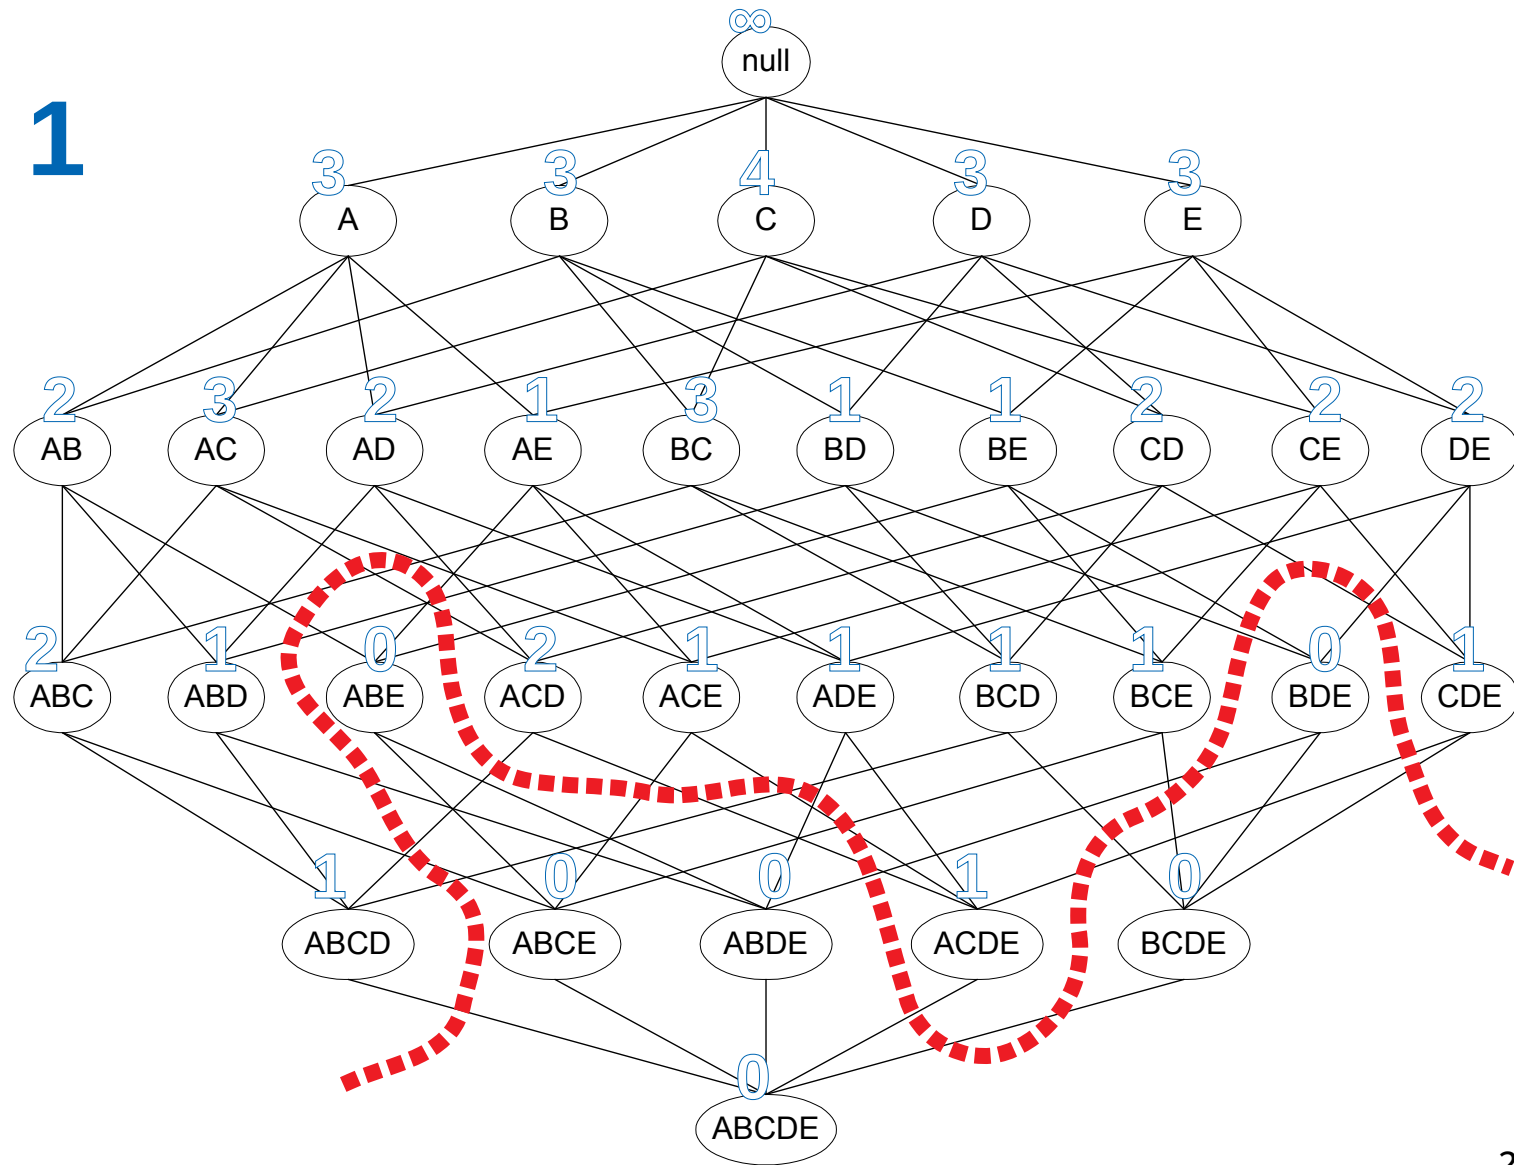 ∞
null
1
3 3 4 3 3
A B C D E
2 3 2 1 3 1 1 2 2 2
AB AC AD AE BC BD BE CD CE DE
2 1 0 2 1 1 1 1 0 1
ABC ABD ABE ACD ACE ADE BCD BCE BDE CDE
1 0 0 1 0
ABCD ABCE ABDE ACDE BCDE
0
ABCDE